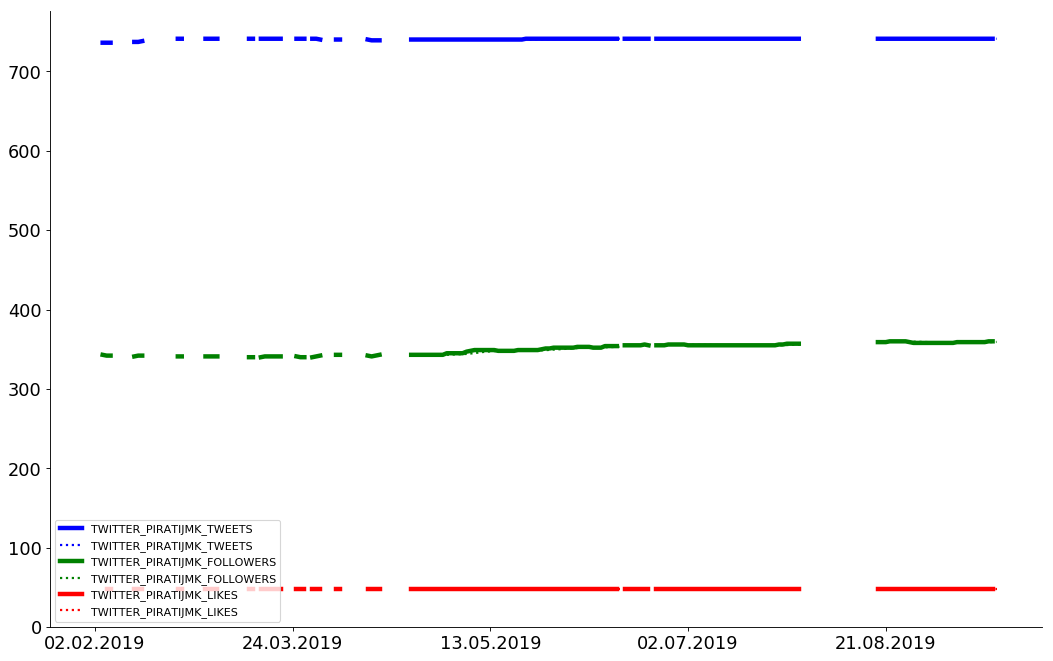 700
600
500
400
300
200
100
0
TWITTER_PIRATIJMK_TWEETS
TWITTER_PIRATIJMK_TWEETS
TWITTER_PIRATIJMK_FOLLOWERS
TWITTER_PIRATIJMK_FOLLOWERS
TWITTER_PIRATIJMK_LIKES
TWITTER_PIRATIJMK_LIKES
02.02.2019 24.03.2019 13.05.2019 02.07.2019 21.08.2019